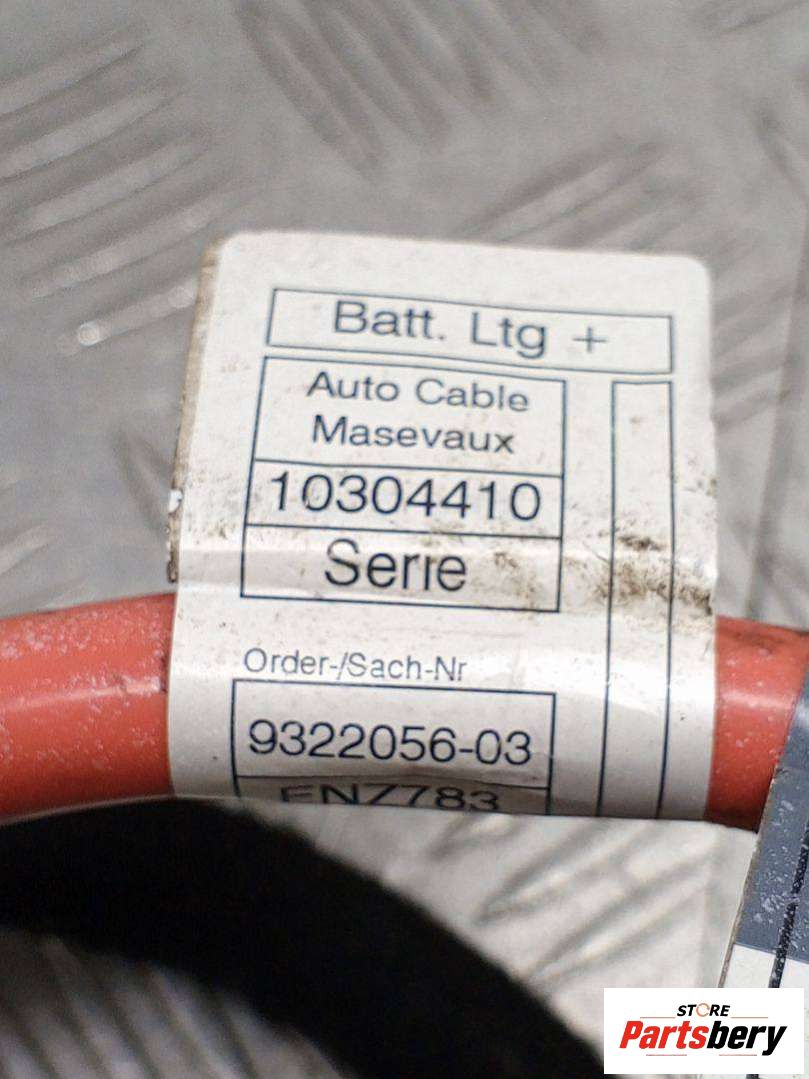 Batt. Ltg +
Auto Cable
Masevaux
10304410
Serie
Order-/Sach-Nr
9322056-03
STORE
Partsbery